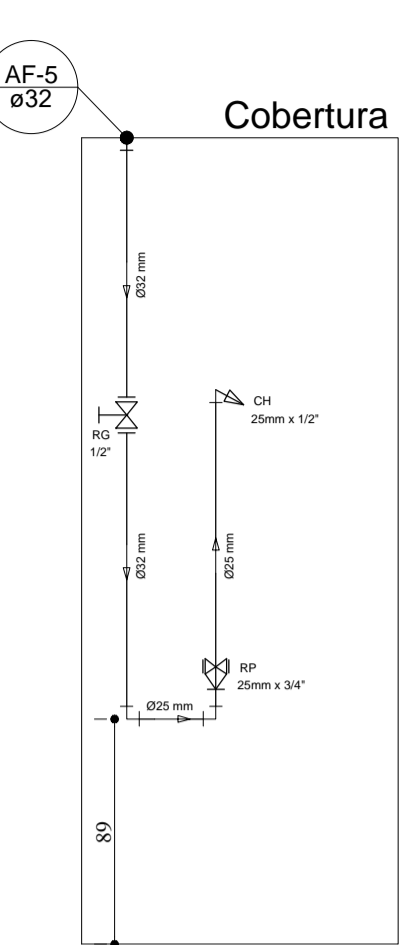 AF-5
ø32
Cobertura
Ø32 mm
CH
25mm x 1/2"
RG
1/2"
Ø32 mm
Ø25 mm
RP
25mm x 3/4"
Ø25 mm
89